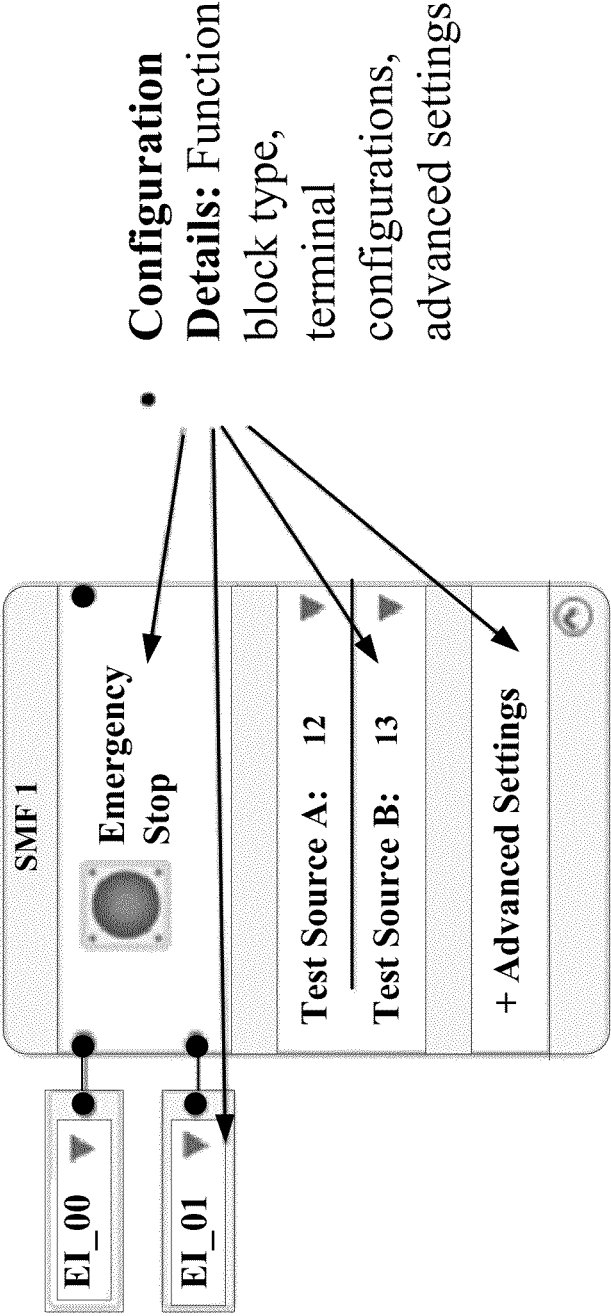 SMF 1
EI_00
EI_01
Emergency
Stop
Test Source A: 12
Test Source B: 13
+ Advanced Settings
• Configuration
Details: Function
block type,
terminal
configurations,
advanced settings